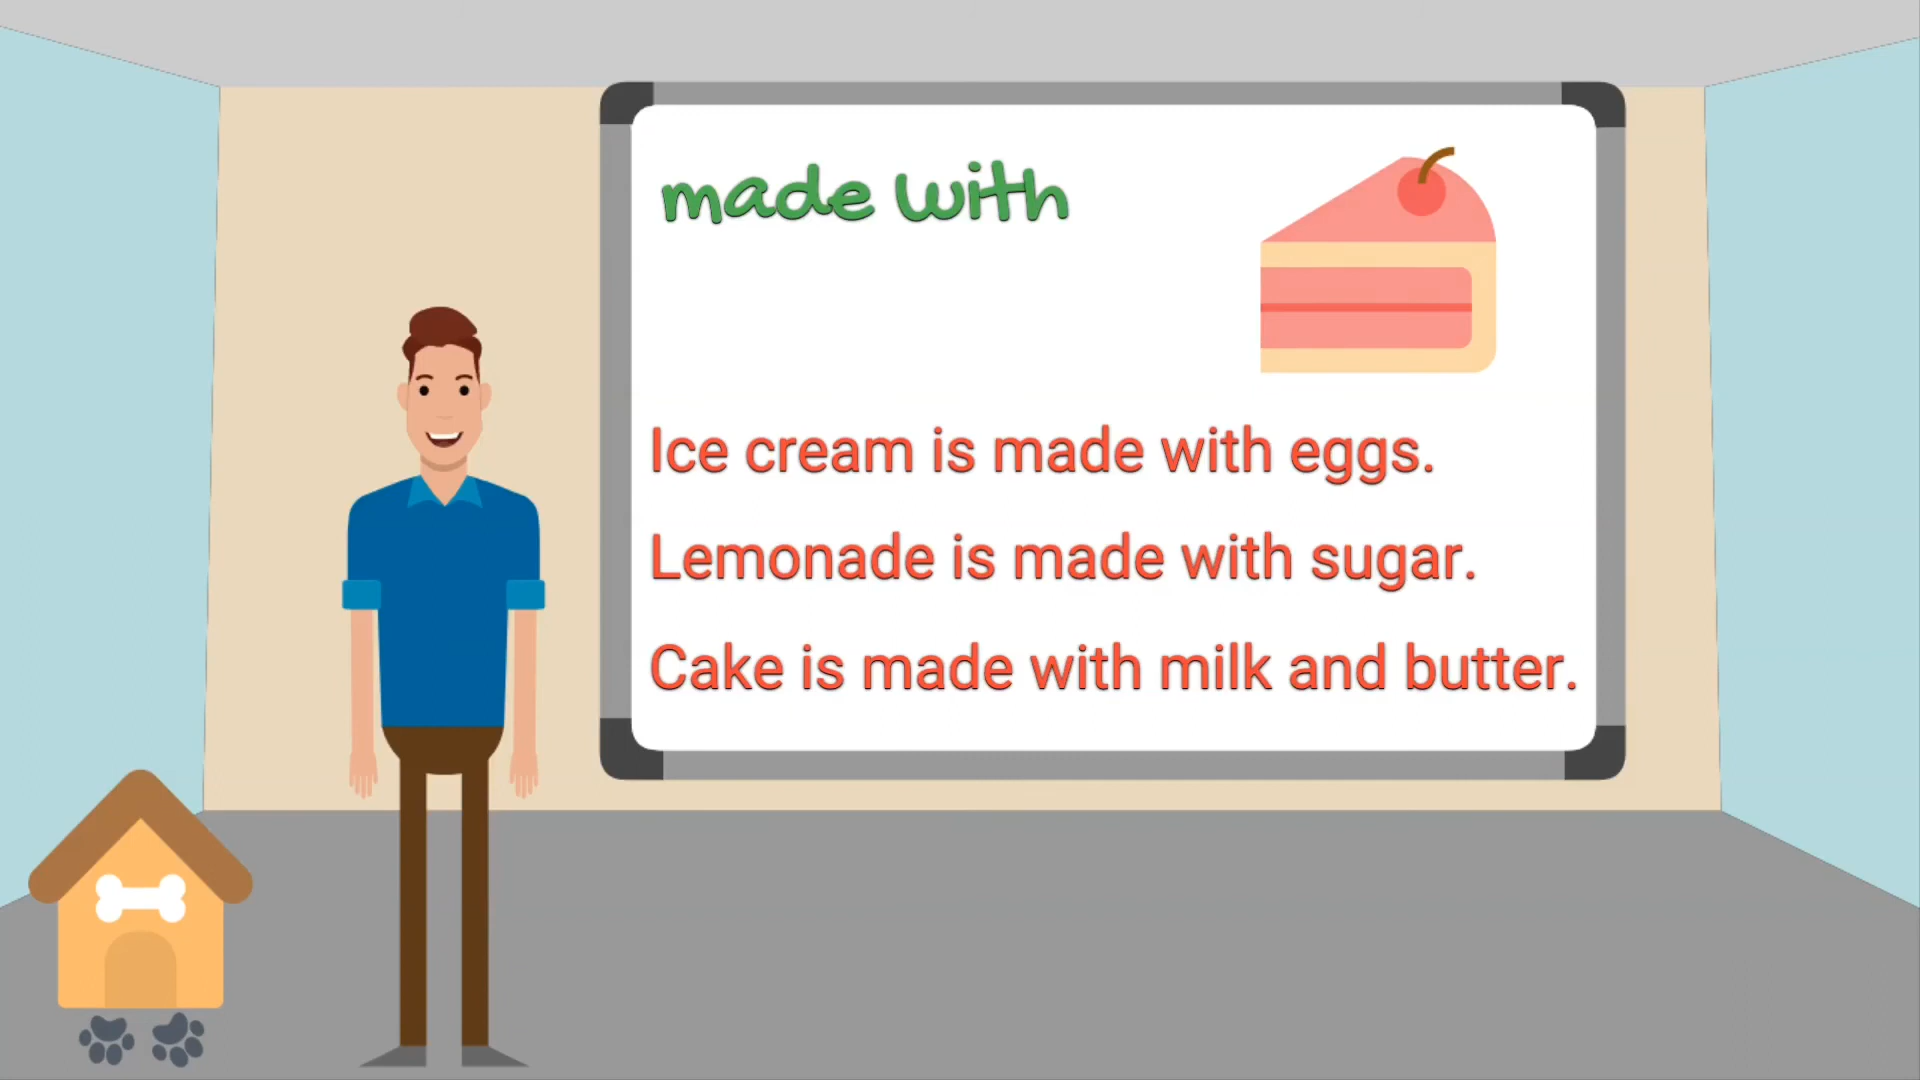 made with
Ice cream is made with eggs.
Lemonade is made with sugar.
Cake is made with milk and butter.